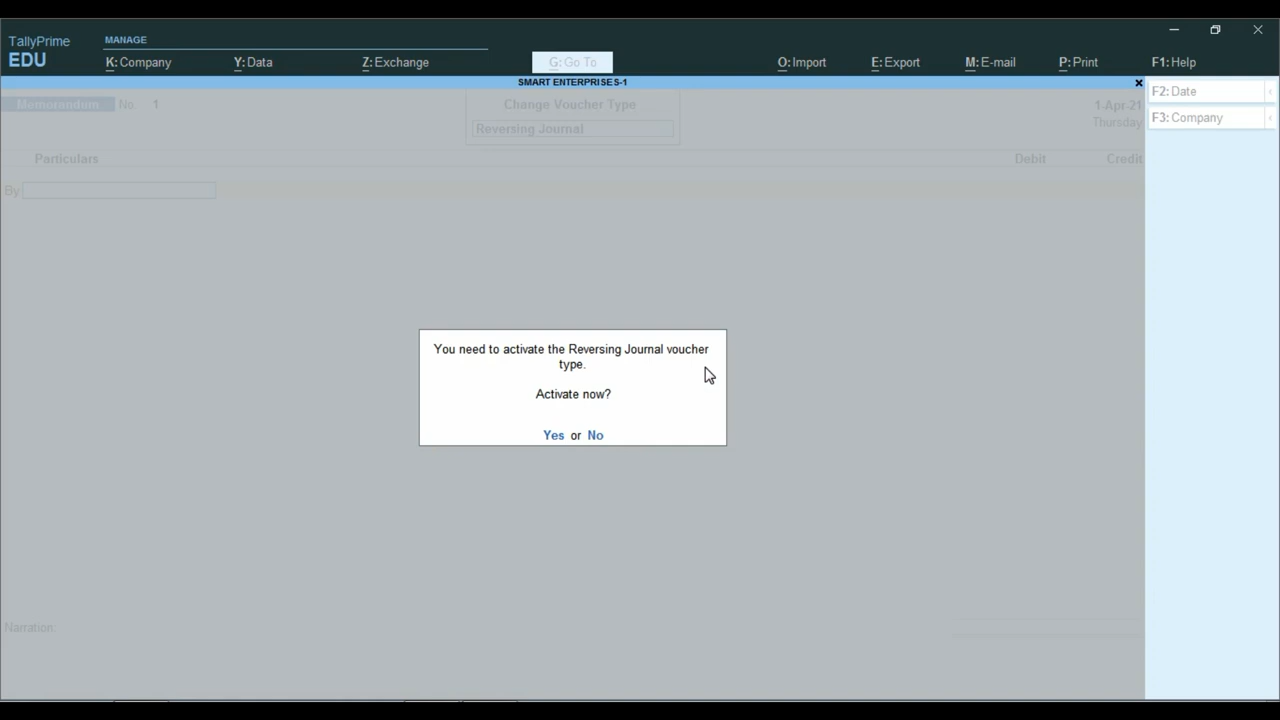 TallyPrime
EDU
MANAGE
K: Company
Y: Data
Z: Exchange
G: Go To
O: Import
E: Export
M: E-mail
P: Print
F1: Help
SMART ENTERPRISES-1
×
F2: Date
F3: Company
Memorandum No. 1
Change Voucher Type
Reversing Journal
1-Apr-21
Thursday
Particulars
Debit
Credit
By
You need to activate the Reversing Journal voucher
type.
Activate now?
Yes or No
Narration: